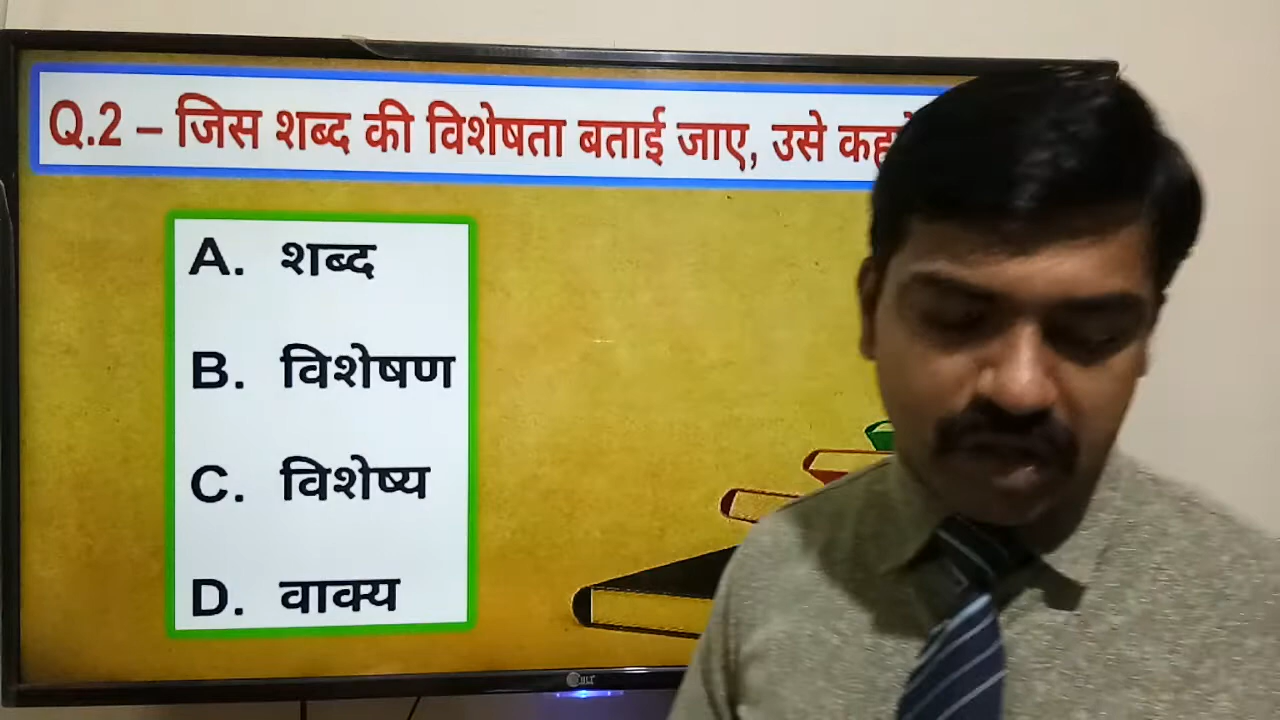 Q.2 – जिस शब्द की विशेषता बताई जाए, उसे
A. शब्द
B. विशेषण
C. विशेष्य
D. वाक्य